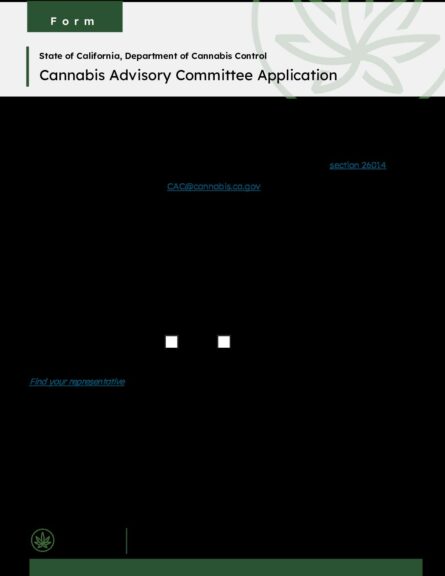 Form
State of California, Department of Cannabis Control
Cannabis Advisory Committee Application
section 26014
CAC@cannabis.ca.gov
Find your representative